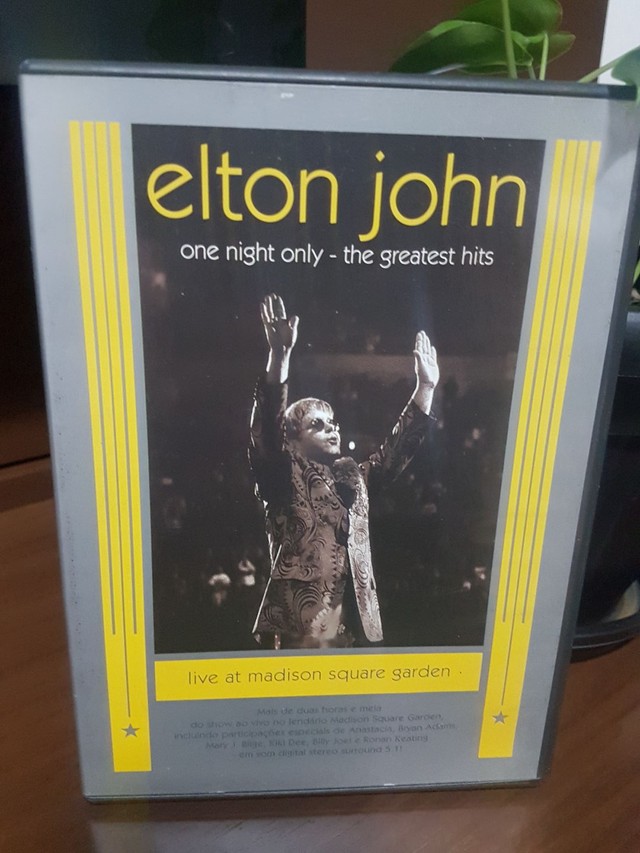 elton john
one night only - the greatest hits
live at madison square garden
Mais de duas horas e meia
do show ao vivo no lendário Madison Square Garden,
incluindo participações especiais de Anastacia, Bryan Adams,
Mary J. Blige, Kiki Dee, Billy Joel e Ronan Keating
em som digital stereo surround 5.1!